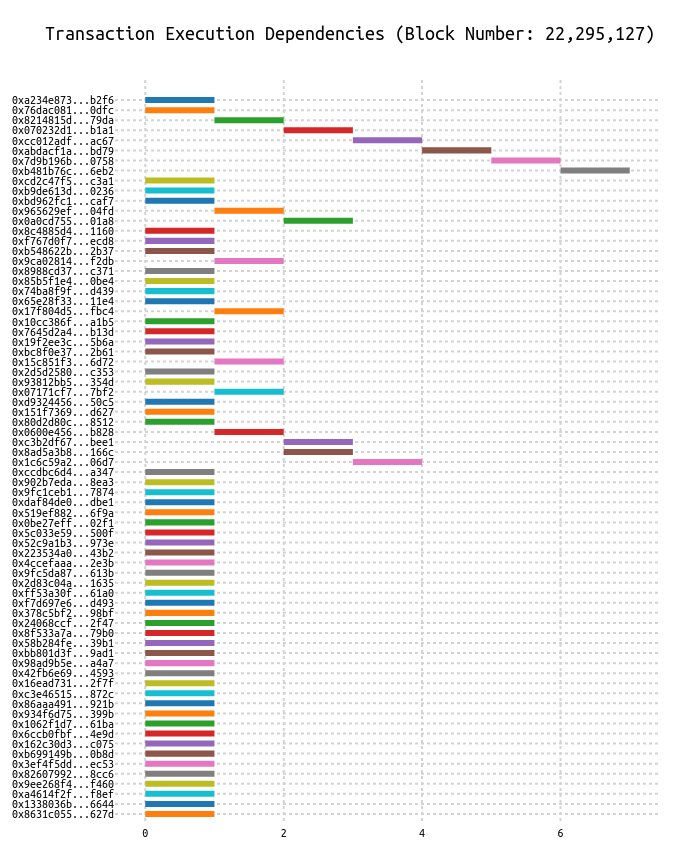 Transaction Execution Dependencies (Block Number: 22,295,127)
0xa234e873...b2f6
0x76dac081...0dfc
0x8214815d...79da
0x070232d1...b1a1
0xcc012adf...ac67
0xabdacf1a...bd79
0x7d9b196b...0758
0xb481b76c...6eb2
0xcd2c47f5...c3a1
0xb9de613d...0236
0xbd962fc1...caf7
0x965629ef...04fd
0x0a0cd755...01a8
0x8c4885d4...1160
0xf767d0f7...ecd8
0xb548622b...2b37
0x9ca02814...f2db
0x8988cd37...c371
0x85b5f1e4...0be4
0x74ba8f9f...d439
0x65e28f33...11e4
0x17f804d5...fbc4
0x10cc386f...a1b5
0x7645d2a4...b13d
0x19f2ee3c...5b6a
0xbc8f0e37...2b61
0x15c851f3...6d72
0x2d5d2580...c353
0x93812bb5...354d
0x07171cf7...7bf2
0xd9324456...50c5
0x151f7369...d627
0x80d2d80c...8512
0x0600e456...b828
0xc3b2df67...bee1
0x8ad5a3b8...166c
0x1c6c59a2...06d7
0xccdbc6d4...a347
0x902b7eda...8ea3
0x9fc1ceb1...7874
0xdaf84de0...dbe1
0x519ef882...6f9a
0x0be27eff...02f1
0x5c033e59...500f
0x52c9a1b3...973e
0x223534a0...43b2
0x4ccefaaa...2e3b
0x9fc5da87...613b
0x2d83c04a...1635
0xff53a30f...61a0
0xf7d697e6...d493
0x378c5bf2...98bf
0x24068ccf...2f47
0x8f533a7a...79b0
0x58b284fe...39b1
0xbb801d3f...9ad1
0x98ad9b5e...a4a7
0x42fb6e69...4593
0x16ead731...2f7f
0xc3e46515...872c
0x86aaa491...921b
0x934f6d75...399b
0x1062f1d7...61ba
0x6ccb0fbf...4e9d
0x162c30d3...c075
0xb699149b...0b8d
0x3ef4f5dd...ec53
0x82607992...8cc6
0x9ee268f4...f460
0xa4614f2f...f8ef
0x1338036b...6644
0x8631c055...627d
0 2 4 6